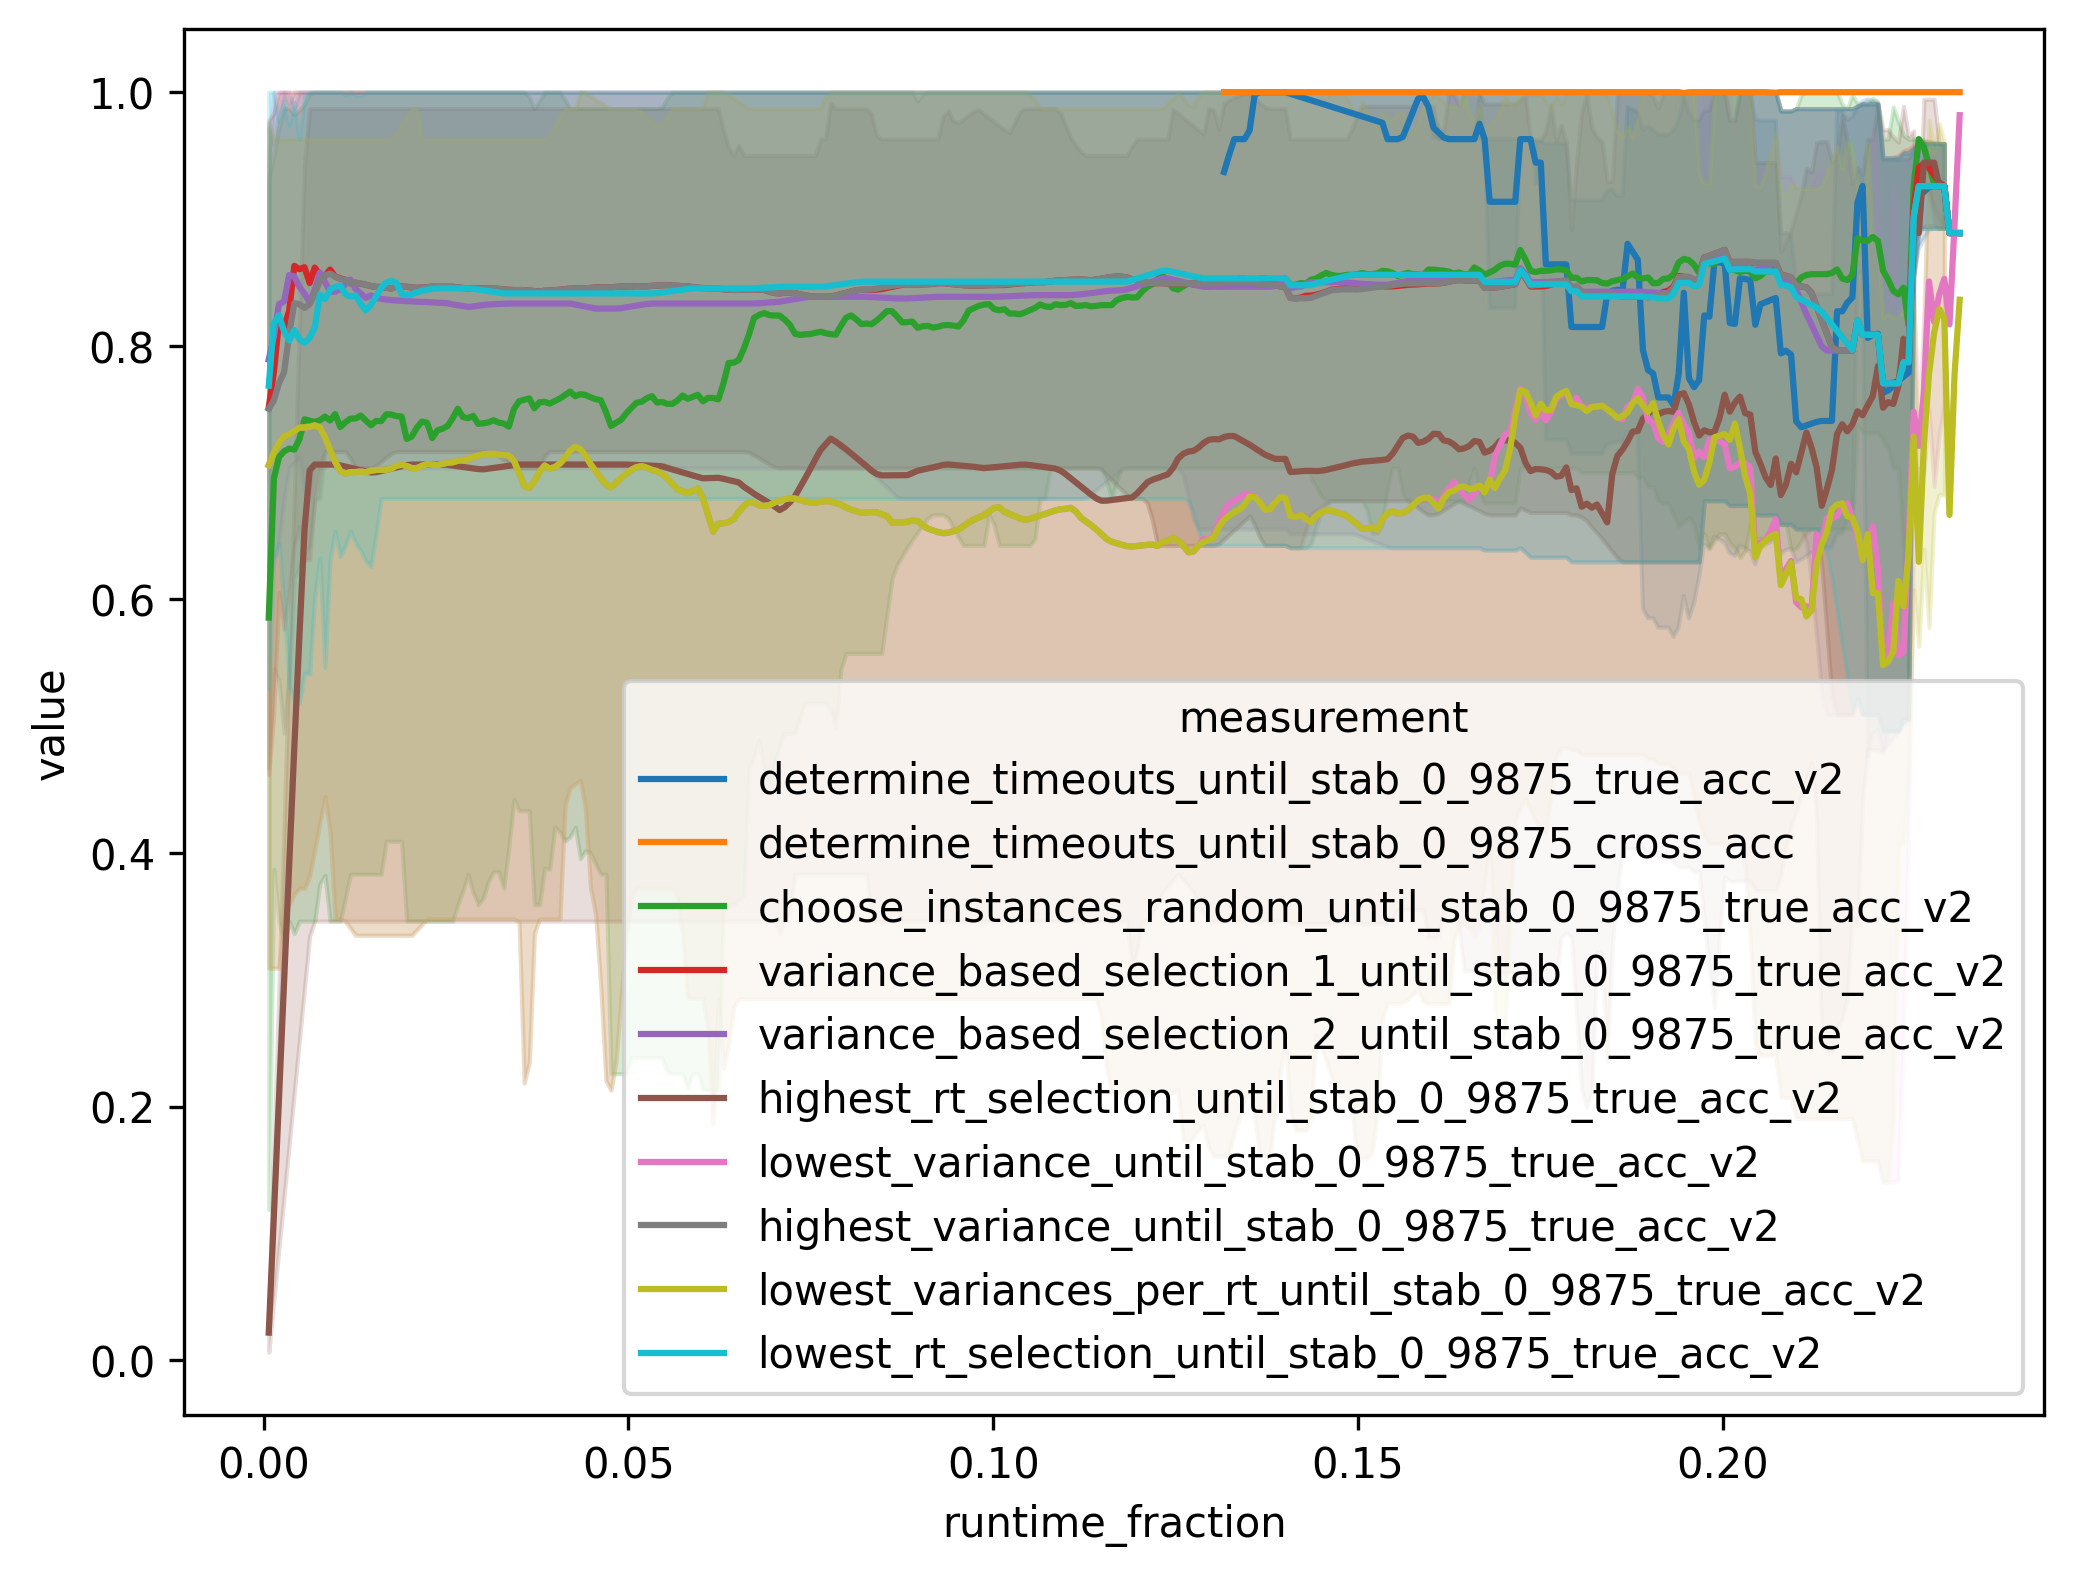 1.0
0.8
0.6
0.4
0.2
0.0
value
measurement
determine_timeouts_until_stab_0_9875_true_acc_v2
determine_timeouts_until_stab_0_9875_cross_acc
choose_instances_random_until_stab_0_9875_true_acc_v2
variance_based_selection_1_until_stab_0_9875_true_acc_v2
variance_based_selection_2_until_stab_0_9875_true_acc_v2
highest_rt_selection_until_stab_0_9875_true_acc_v2
lowest_variance_until_stab_0_9875_true_acc_v2
highest_variance_until_stab_0_9875_true_acc_v2
lowest_variances_per_rt_until_stab_0_9875_true_acc_v2
lowest_rt_selection_until_stab_0_9875_true_acc_v2
0.00 0.05 0.10 0.15 0.20
runtime_fraction